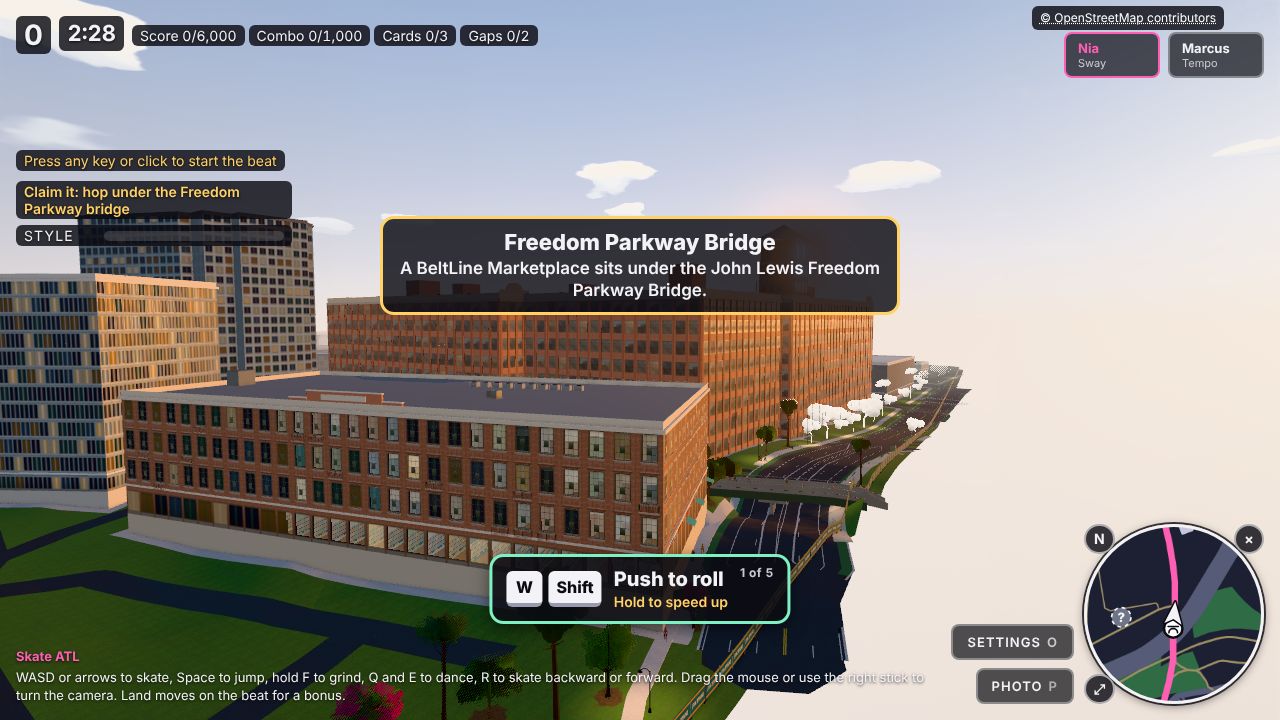 0
2:28
Score 0/6,000
Combo 0/1,000
Cards 0/3
Gaps 0/2
© OpenStreetMap contributors
Nia
Sway
Marcus
Tempo
Press any key or click to start the beat
Claim it: hop under the Freedom
Parkway bridge
STYLE
Freedom Parkway Bridge
A BeltLine Marketplace sits under the John Lewis Freedom
Parkway Bridge.
W
Shift
Push to roll
1 of 5
Hold to speed up
N
×
?
SETTINGS O
PHOTO P
Skate ATL
WASD or arrows to skate, Space to jump, hold F to grind, Q and E to dance, R to skate backward or forward. Drag the mouse or use the right stick to
turn the camera. Land moves on the beat for a bonus.